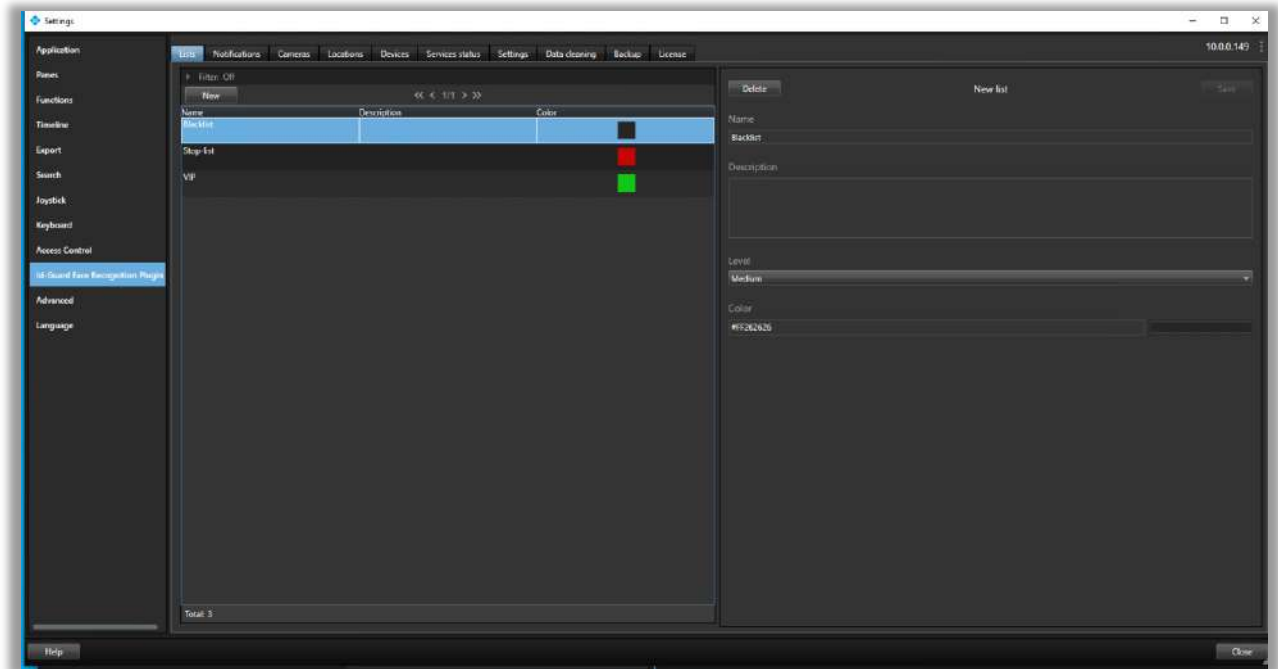 Settings
Application
Panes
Functions
Timeline
Export
Search
Joystick
Keyboard
Access Control
Id-Guard Face Recognition Plugin
Advanced
Language
Lists Notifications Cameras Locations Devices Services status Settings Data cleaning Backup License
10.0.0.149
Filter: Off
New
<< < 1/1 > >>
Name Description Color
Blacklist
Stop-list
VIP
Total: 3
Delete New list Save
Name
Blacklist
Description
Level
Medium
Color
#FF262626
Help
Close